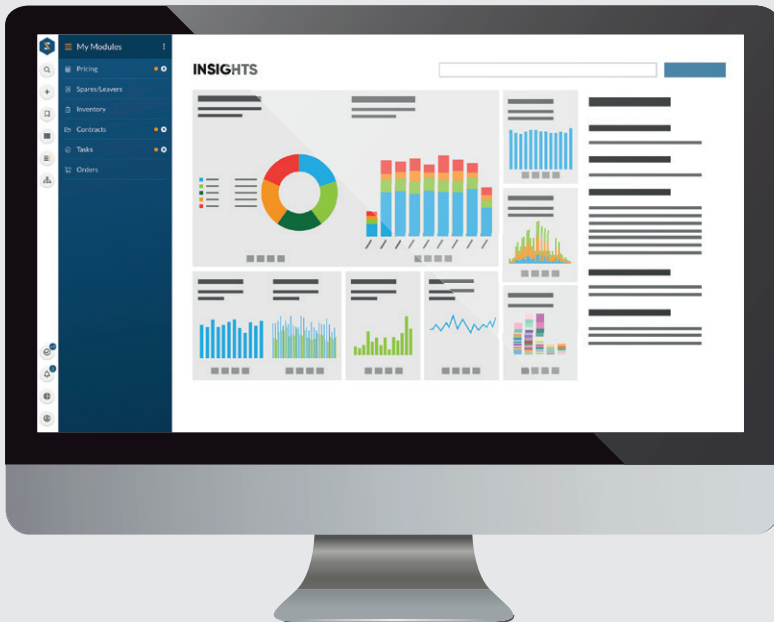 My Modules
Pricing
Spares/Leavers
Inventory
Contracts
Tasks
Orders
INSIGHTS